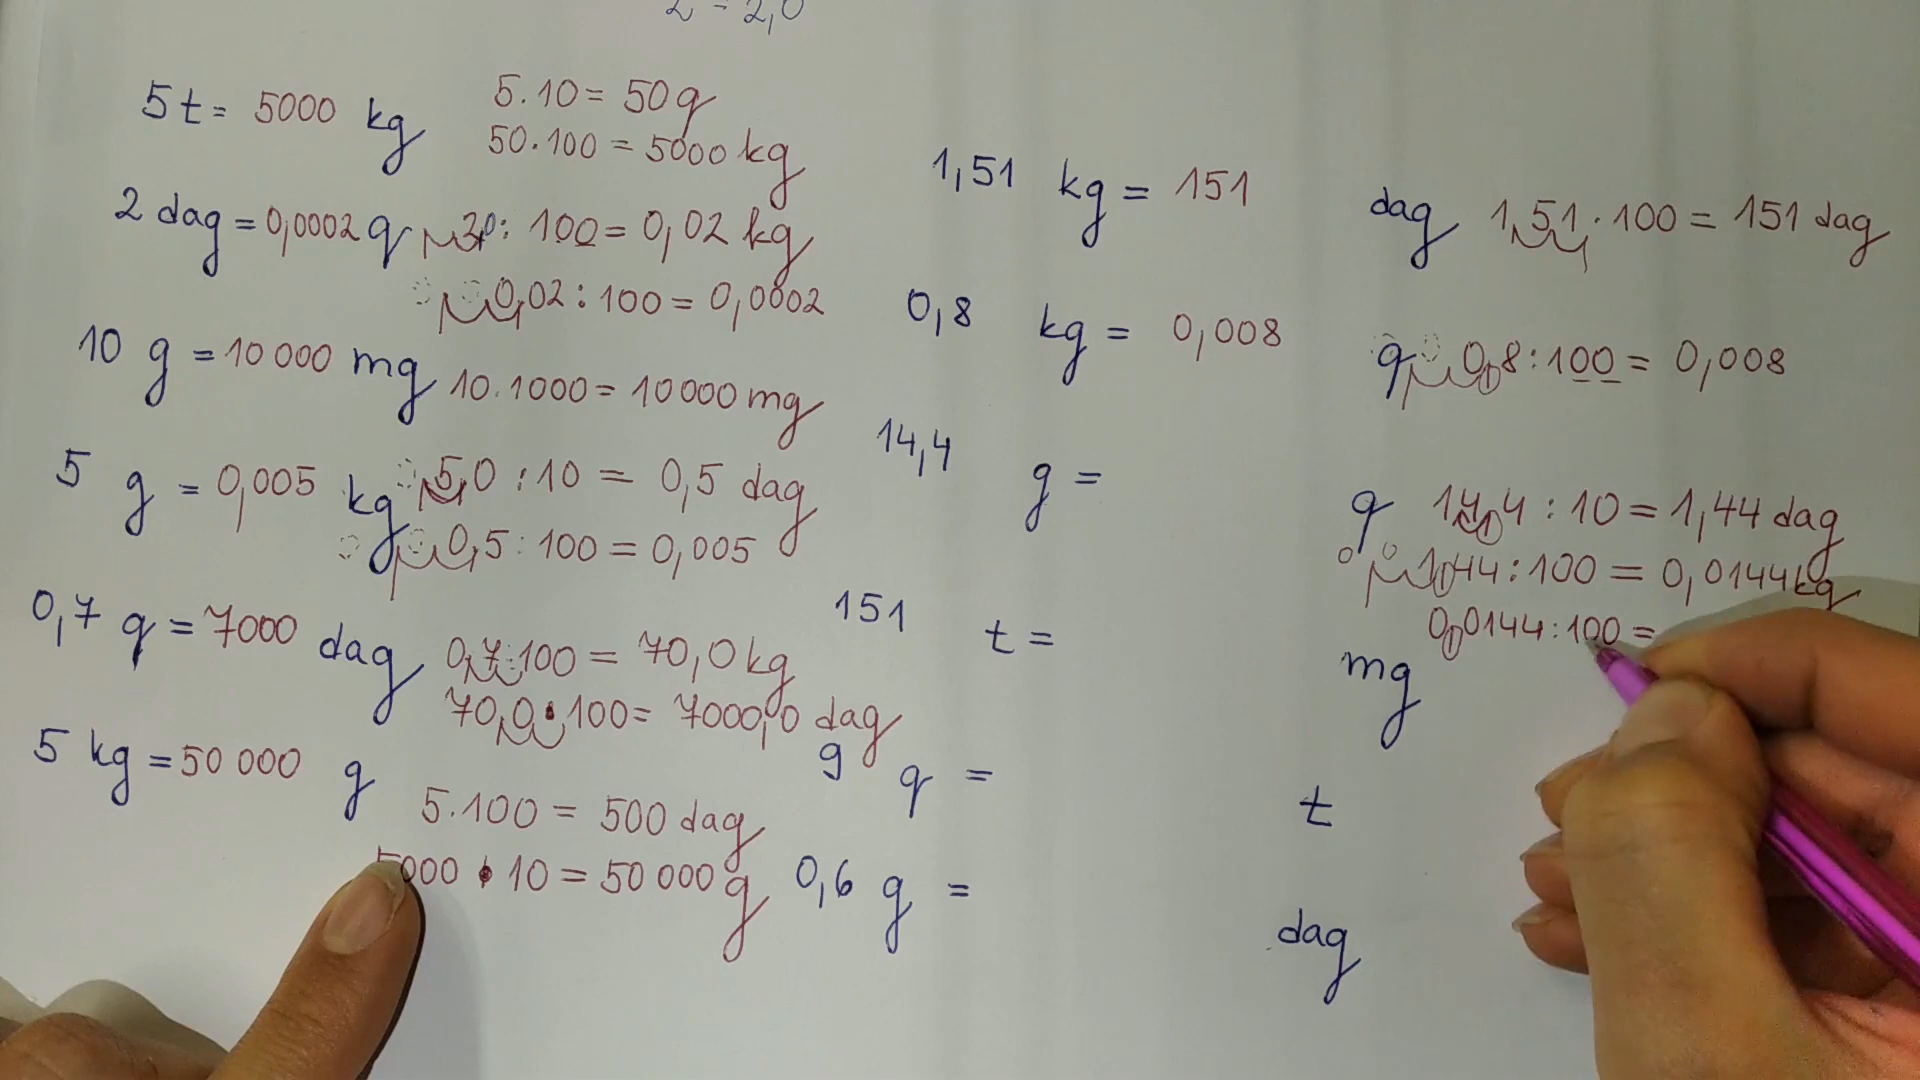 2 = 2,0
5 t = 5000 kg 5 . 10 = 50 q
50 . 100 = 5000 kg
2 dag = 0,0002 q 2,0 : 100 = 0,02 kg
0,02 : 100 = 0,0002
10 g = 10 000 mg 10 . 1000 = 10 000 mg
5 g = 0,005 kg 5,0 : 10 = 0,5 dag
0,5 : 100 = 0,005
0,7 q = 7000 dag 0,7 . 100 = 70,0 kg
70,0 . 100 = 7000,0 dag
5 kg = 50 000 g
5 . 100 = 500 dag
5000 . 10 = 50 000 g
1,51 kg = 151 dag 1,51 . 100 = 151 dag
0,8 kg = 0,008 q 0,8 : 100 = 0,008
14,4 g = q 14,4 : 10 = 1,44 dag
1,44 : 100 = 0,0144 kg
0,0144 : 100 =
151 t = mg
9 q = t
0,6 g = dag